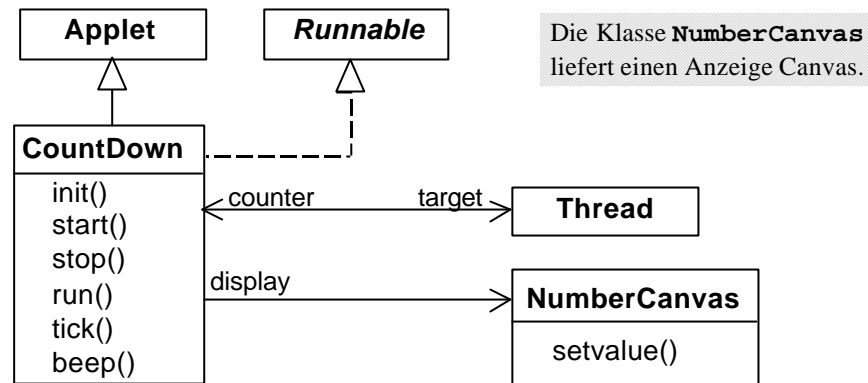 Applet
Runnable
Die Klasse NumberCanvas
liefert einen Anzeige Canvas.
CountDown
init()
start()
stop()
run()
tick()
beep()
counter
target
Thread
display
NumberCanvas
setvalue()